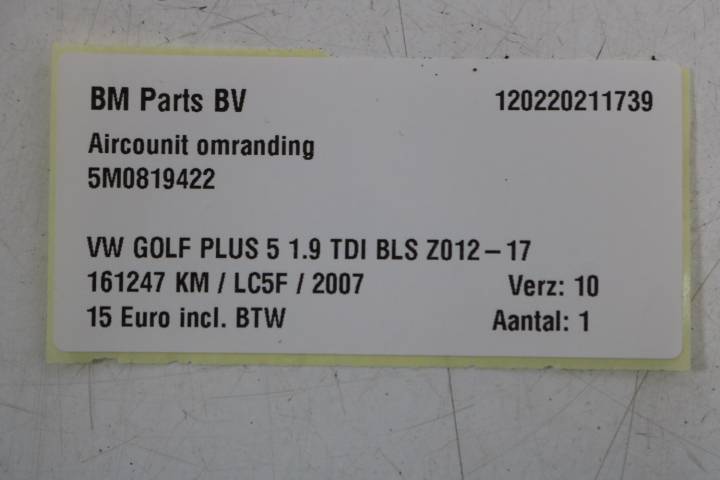 BM Parts BV 120220211739
Aircounit omranding
5M0819422
VW GOLF PLUS 5 1.9 TDI BLS Z012-17
161247 KM / LC5F / 2007 Verz: 10
15 Euro incl. BTW Aantal: 1